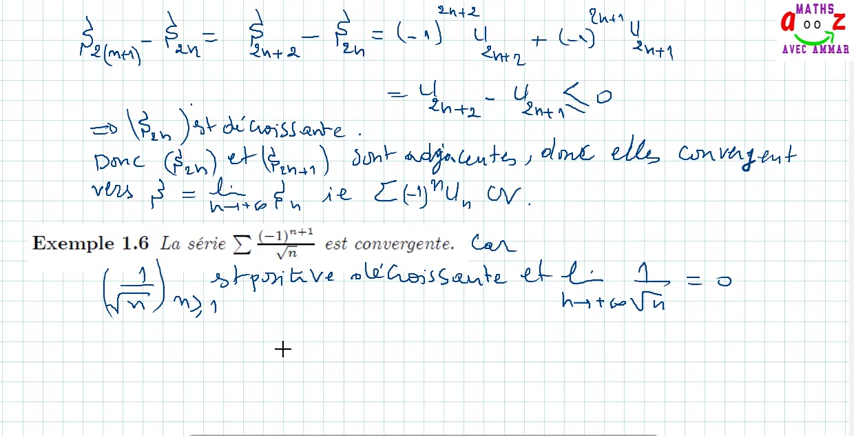 MATHS
a o o z
AVEC AMMAR
S_{2(n+1)} - S_{2n} = S_{2n+2} - S_{2n} = (-1)^{2n+2} U_{2n+2} + (-1)^{2n+1} U_{2n+1}
= U_{2n+2} - U_{2n+1} ≤ 0
⇒ (S_{2n}) est décroissante.
Donc (S_{2n}) et (S_{2n+1}) sont adjacentes, donc elles convergent
vers S = lim_{n→+∞} S_n ie Σ(-1)^n U_n CV.
Exemple 1.6 La série ∑ (-1)^{n+1}/√n est convergente. Car
(1/√n)_{n≥1} est positive décroissante et lim_{n→+∞} 1/√n = 0